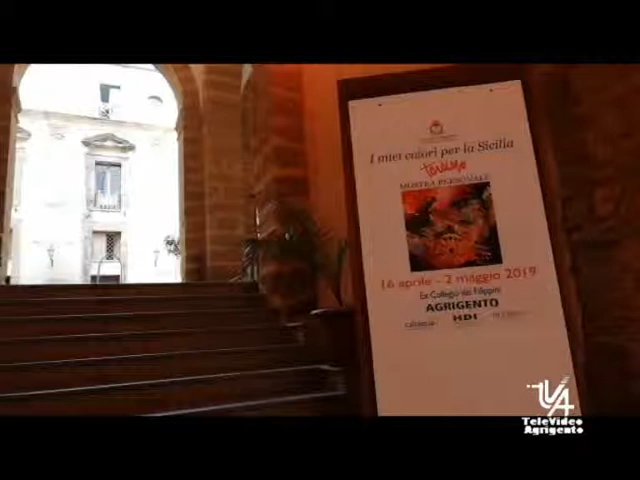 I miei colori per la Sicilia
MOSTRA PERSONALE
16 aprile - 2 maggio 2019
Ex Collegio dei Filippini
AGRIGENTO
HDI
TeleVideo
Agrigento